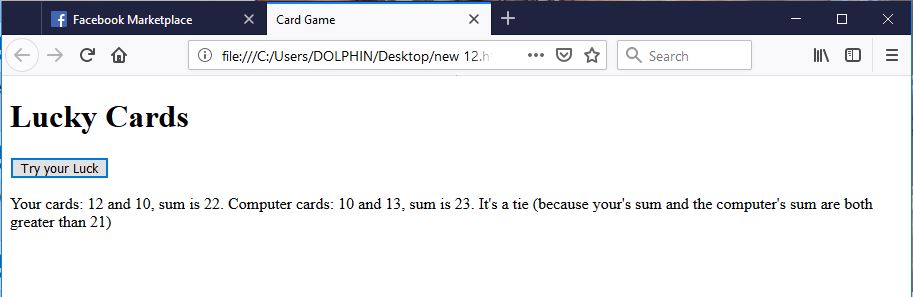 Facebook Marketplace
Card Game
file:///C:/Users/DOLPHIN/Desktop/new 12.h
Search
Lucky Cards
Try your Luck
Your cards: 12 and 10, sum is 22. Computer cards: 10 and 13, sum is 23. It's a tie (because your's sum and the computer's sum are both
greater than 21)